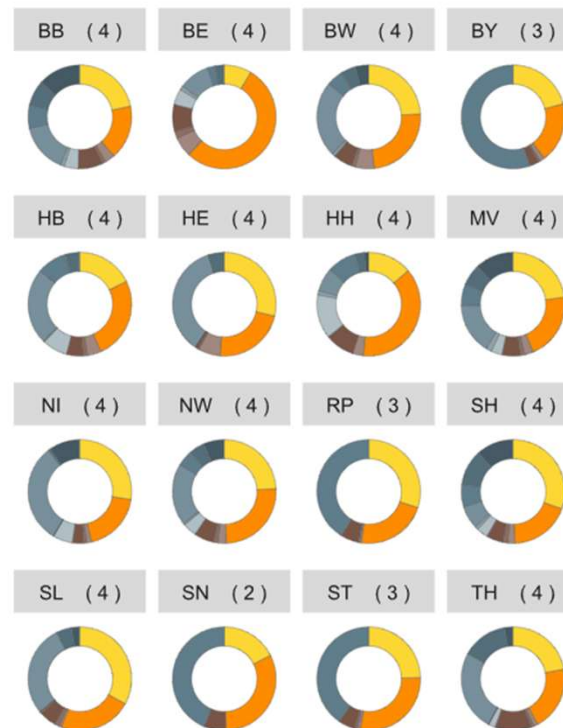 BB ( 4 ) BE ( 4 ) BW ( 4 ) BY ( 3 )
HB ( 4 ) HE ( 4 ) HH ( 4 ) MV ( 4 )
NI ( 4 ) NW ( 4 ) RP ( 3 ) SH ( 4 )
SL ( 4 ) SN ( 2 ) ST ( 3 ) TH ( 4 )